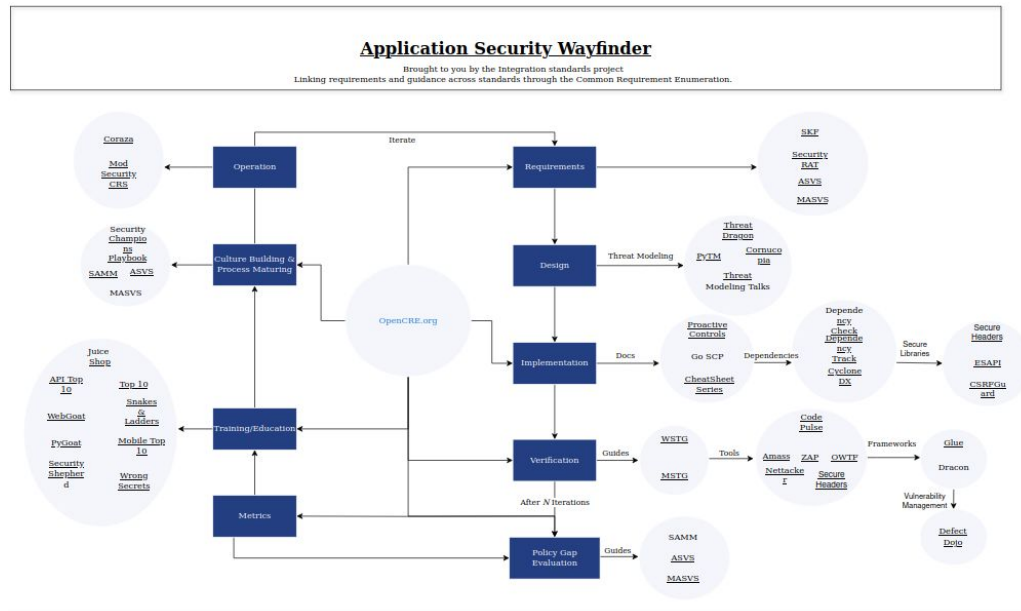 Application Security Wayfinder
Brought to you by the Integration standards project
Linking requirements and guidance across standards through the Common Requirement Enumeration.
Iterate
Coraza
Mod
Security
CRS
Operation
Requirements
SKF
Security
RAT
ASVS
MASVS
Security
Champio
ns
Playbook
SAMM
ASVS
MASVS
Culture Building &
Process Maturing
Design
Threat Modeling
Threat
Dragon
PyTM
Cornuco
pia
Threat
Modeling Talks
OpenCRE.org
Implementation
Docs
Proactive
Controls
Go SCP
CheatSheet
Series
Dependencies
Depende
ncy
Check
Depende
ncy
Track
Cyclone
DX
Secure
Libraries
Secure
Headers
ESAPI
CSRFGu
ard
Juice
Shop
API Top
10
Top 10
WebGoat
Snakes
&
Ladders
PyGoat
Mobile Top
10
Security
Shepher
d
Wrong
Secrets
Training/Education
Verification
Guides
WSTG
MSTG
Tools
Code
Pulse
Amass
ZAP
OWTF
Nettacke
r
Secure
Headers
Frameworks
Glue
Dracon
Vulnerability
Management
Defect
Dojo
After N Iterations
Metrics
Policy Gap
Evaluation
Guides
SAMM
ASVS
MASVS